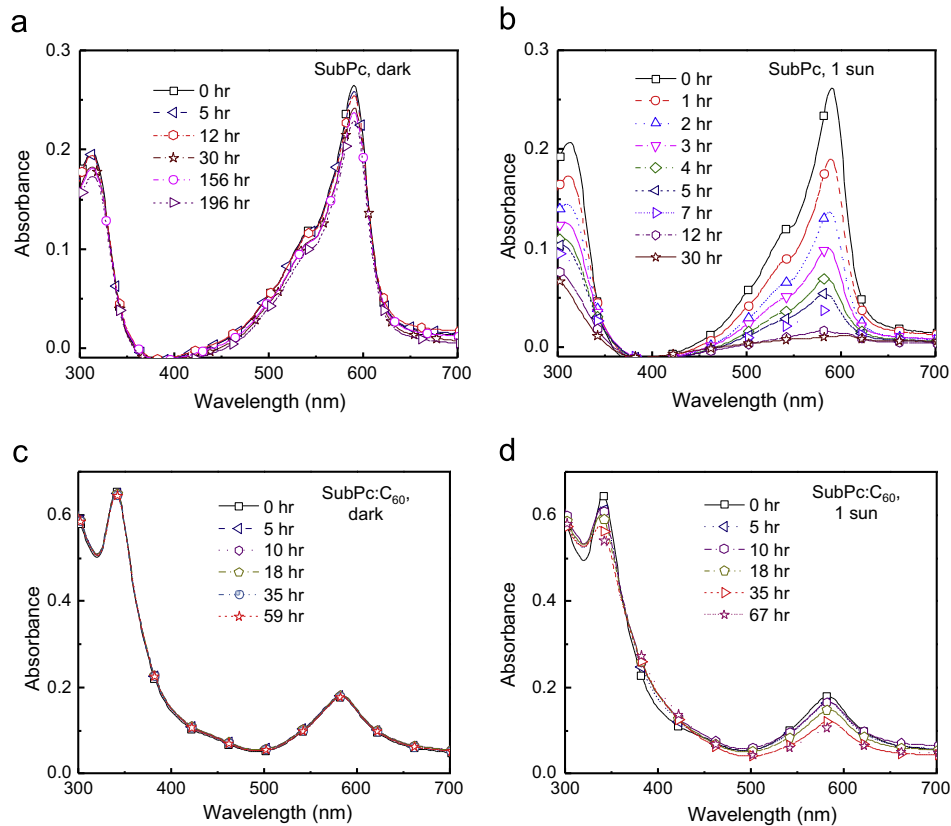 a
SubPc, dark
0 hr
5 hr
12 hr
30 hr
156 hr
196 hr
0.3
0.2
0.1
0.0
Absorbance
300 400 500 600 700
Wavelength (nm)
b
SubPc, 1 sun
0 hr
1 hr
2 hr
3 hr
4 hr
5 hr
7 hr
12 hr
30 hr
0.3
0.2
0.1
0.0
Absorbance
300 400 500 600 700
Wavelength (nm)
c
SubPc:C60,
dark
0 hr
5 hr
10 hr
18 hr
35 hr
59 hr
0.6
0.4
0.2
0.0
Absorbance
300 400 500 600 700
Wavelength (nm)
d
SubPc:C60,
1 sun
0 hr
5 hr
10 hr
18 hr
35 hr
67 hr
0.6
0.4
0.2
0.0
Absorbance
300 400 500 600 700
Wavelength (nm)